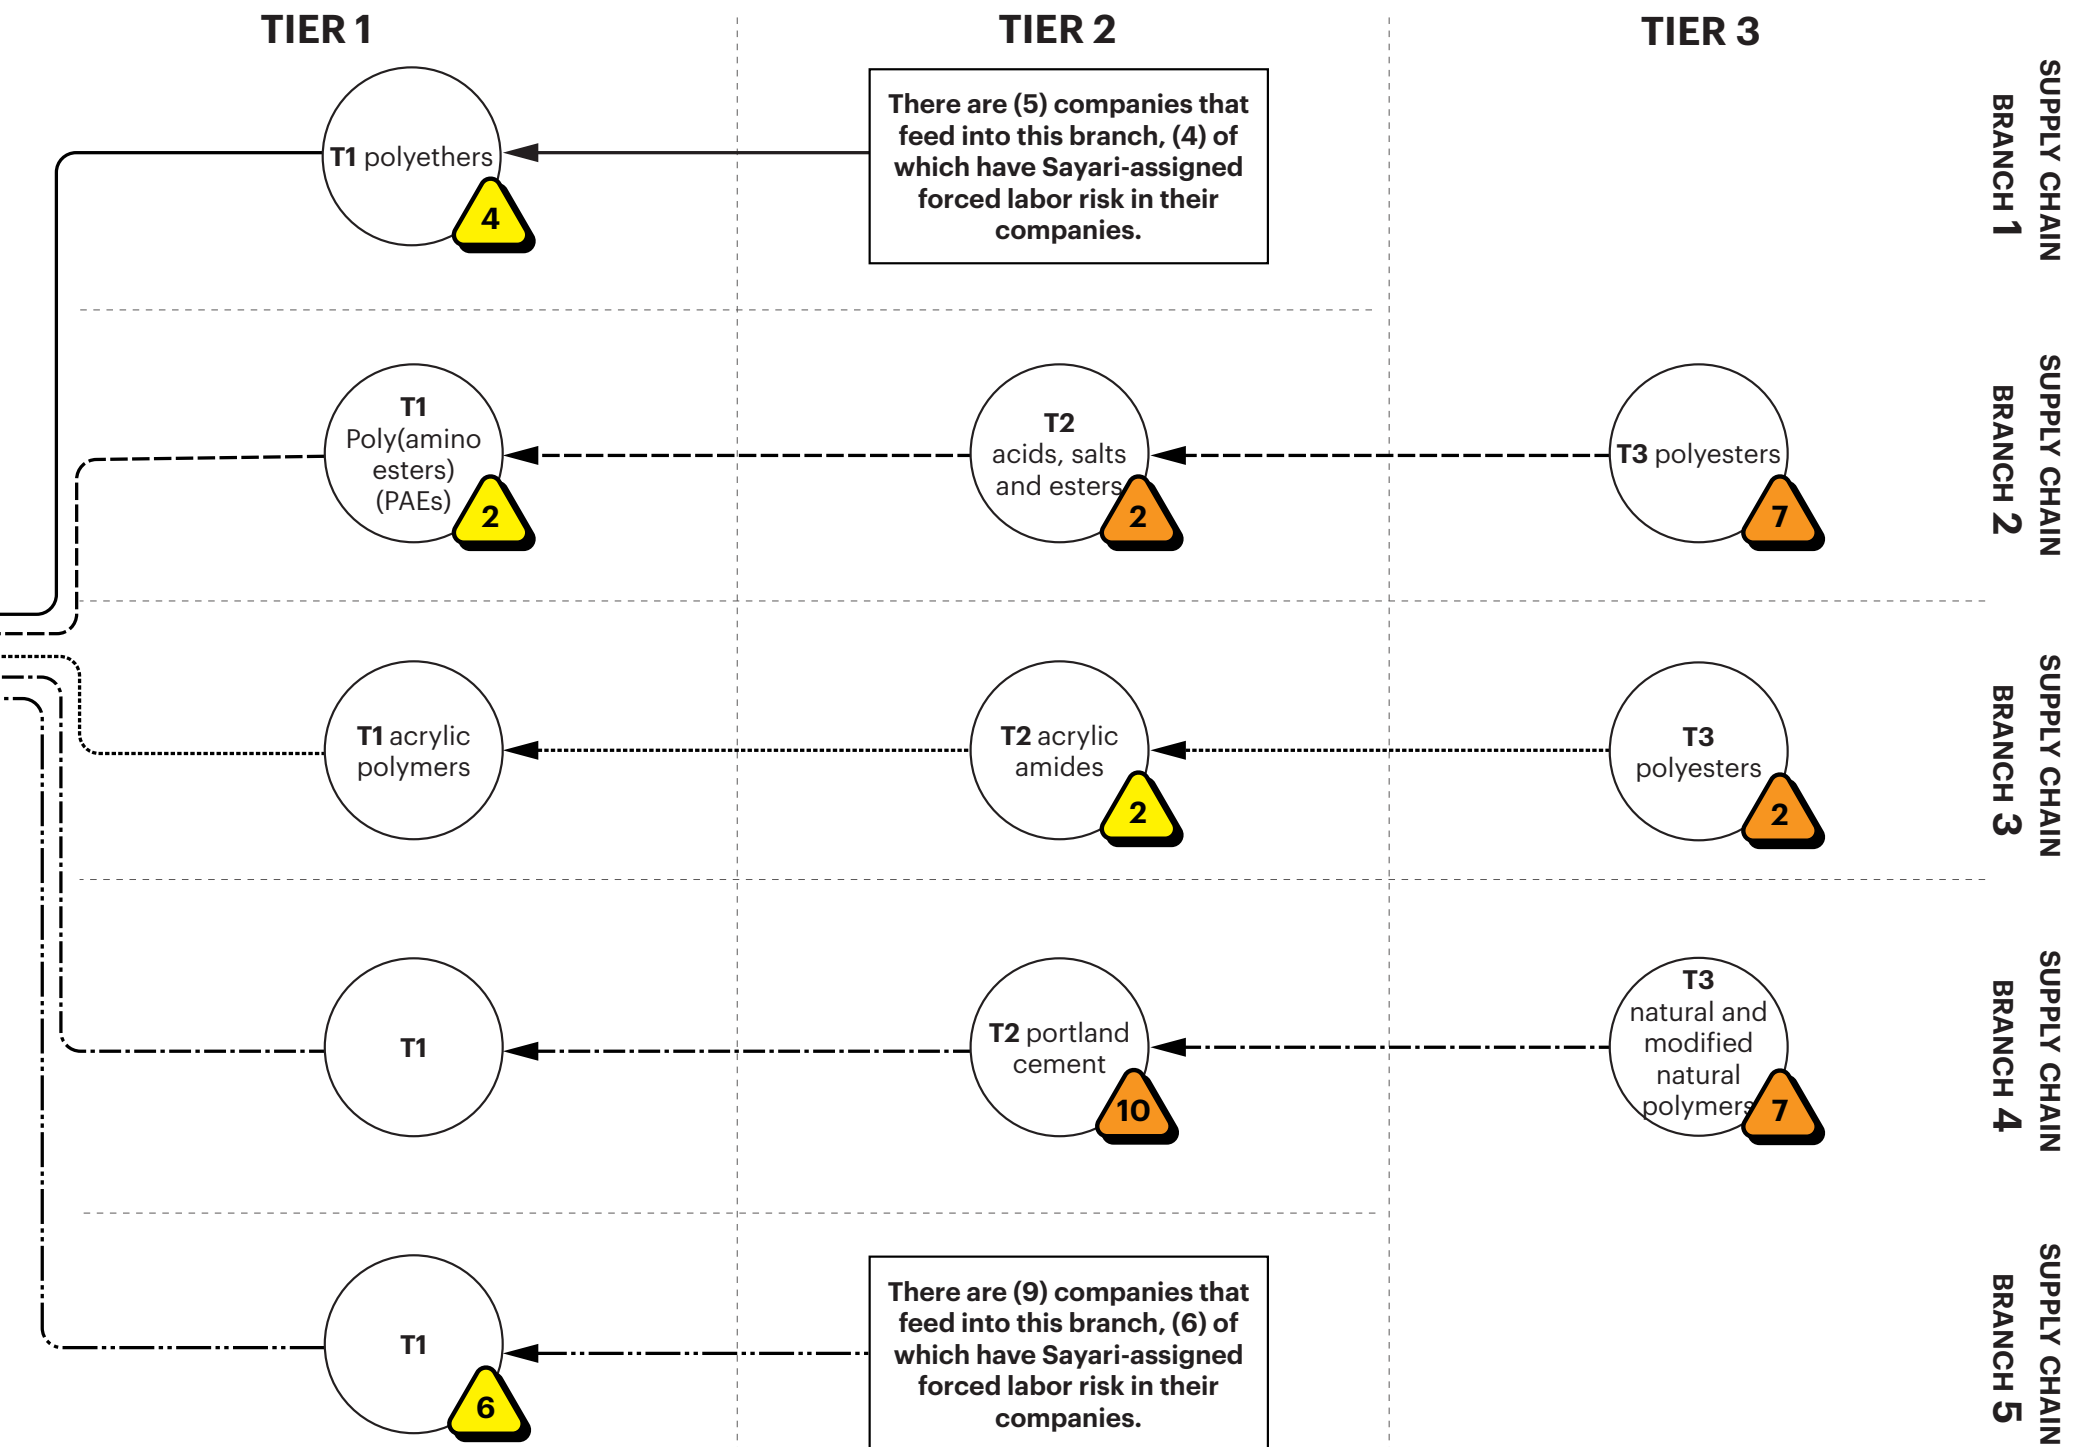 TIER 1
TIER 2
TIER 3
T1 polyethers
4
There are (5) companies that
feed into this branch, (4) of
which have Sayari-assigned
forced labor risk in their
companies.
SUPPLY CHAIN
BRANCH 1
T1
Poly(amino
esters)
(PAEs)
2
T2
acids, salts
and esters
2
T3 polyesters
7
SUPPLY CHAIN
BRANCH 2
T1 acrylic
polymers
T2 acrylic
amides
2
T3
polyesters
2
SUPPLY CHAIN
BRANCH 3
T1
T2 portland
cement
10
T3
natural and
modified
natural
polymers
7
SUPPLY CHAIN
BRANCH 4
T1
6
There are (9) companies that
feed into this branch, (6) of
which have Sayari-assigned
forced labor risk in their
companies.
SUPPLY CHAIN
BRANCH 5